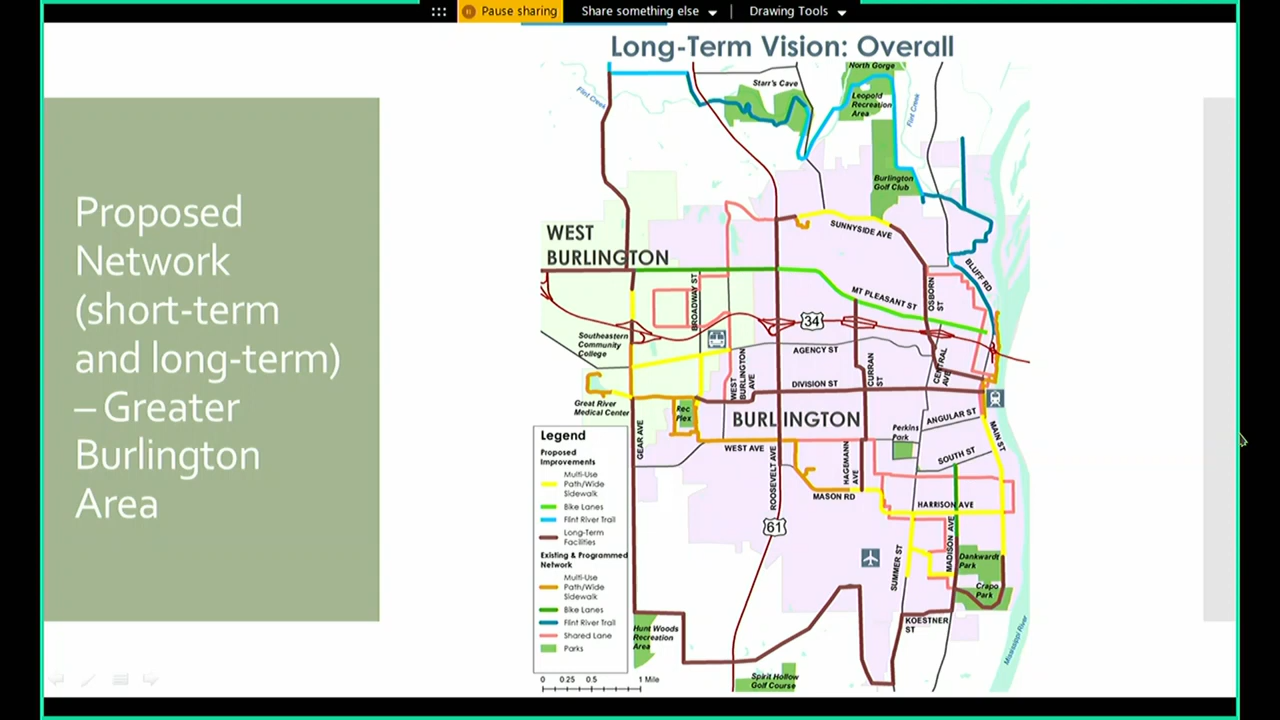 Pause sharing
Share something else
Drawing Tools
Proposed
Network
(short-term
and long-term)
– Greater
Burlington
Area
Long-Term Vision: Overall
North Gorge
Starr's Cave
Flint Creek
Leopold
Recreation
Area
Flint Creek
Burlington
Golf Club
WEST
BURLINGTON
SUNNYSIDE AVE
BLUFF RD
OSBORN
ST
MT PLEASANT ST
BROADWAY ST
34
Southeastern
Community
College
AGENCY ST
WEST
BURLINGTON
AVE
CURRAN
ST
CENTRAL
AVE
DIVISION ST
Great River
Medical Center
Rec
Plex
BURLINGTON
ANGULAR ST
Perkins
Park
MAIN ST
GEAR AVE
WEST AVE
SOUTH ST
ROOSEVELT AVE
HAGEMANN
AVE
MASON RD
HARRISON AVE
61
MADISON AVE
SUMMER ST
Dankwardt
Park
Crapo
Park
KOESTNER
ST
Mississippi River
Hunt Woods
Recreation
Area
Spirit Hollow
Golf Course
Legend
Proposed
Improvements
Multi-Use
Path/Wide
Sidewalk
Bike Lanes
Flint River Trail
Long-Term
Facilities
Existing & Programmed
Network
Multi-Use
Path/Wide
Sidewalk
Bike Lanes
Flint River Trail
Shared Lane
Parks
0 0.25 0.5 1 Mile